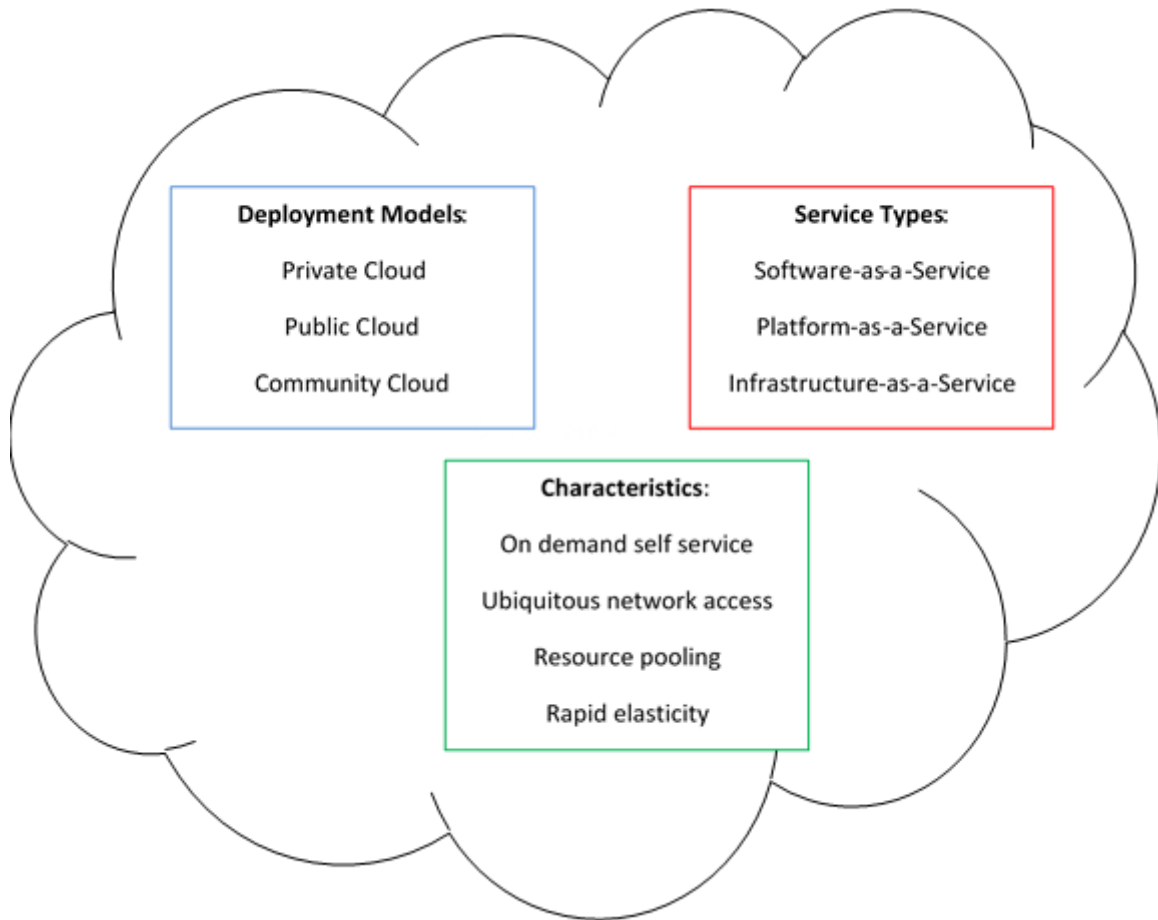 Deployment Models:
Private Cloud
Public Cloud
Community Cloud
Service Types:
Software-as-a-Service
Platform-as-a-Service
Infrastructure-as-a-Service
Characteristics:
On demand self service
Ubiquitous network access
Resource pooling
Rapid elasticity